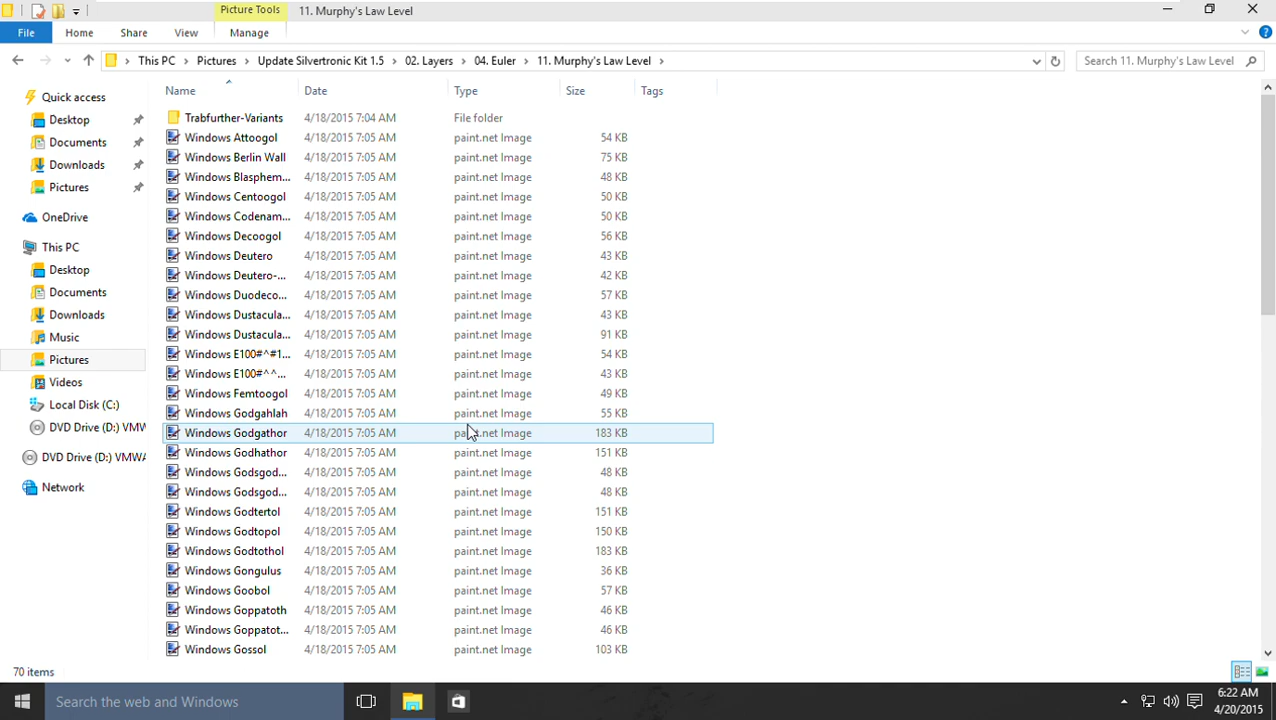 Picture Tools
11. Murphy's Law Level
File Home Share View Manage
This PC Pictures Update Silvertronic Kit 1.5 02. Layers 04. Euler 11. Murphy's Law Level
Search 11. Murphy's Law Level
Quick access
Desktop
Documents
Downloads
Pictures
OneDrive
This PC
Desktop
Documents
Downloads
Music
Pictures
Videos
Local Disk (C:)
DVD Drive (D:) VMWA
DVD Drive (D:) VMWA
Network
Name Date Type Size Tags
Trabfurther-Variants 4/18/2015 7:04 AM File folder
Windows Attoogol 4/18/2015 7:05 AM paint.net Image 54 KB
Windows Berlin Wall 4/18/2015 7:05 AM paint.net Image 75 KB
Windows Blasphem... 4/18/2015 7:05 AM paint.net Image 48 KB
Windows Centoogol 4/18/2015 7:05 AM paint.net Image 50 KB
Windows Codenam... 4/18/2015 7:05 AM paint.net Image 50 KB
Windows Decoogol 4/18/2015 7:05 AM paint.net Image 56 KB
Windows Deutero 4/18/2015 7:05 AM paint.net Image 43 KB
Windows Deutero-... 4/18/2015 7:05 AM paint.net Image 42 KB
Windows Duodeco... 4/18/2015 7:05 AM paint.net Image 57 KB
Windows Dustacula... 4/18/2015 7:05 AM paint.net Image 43 KB
Windows Dustacula... 4/18/2015 7:05 AM paint.net Image 91 KB
Windows E100#^#1... 4/18/2015 7:05 AM paint.net Image 54 KB
Windows E100#^^... 4/18/2015 7:05 AM paint.net Image 43 KB
Windows Femtoogol 4/18/2015 7:05 AM paint.net Image 49 KB
Windows Godgahlah 4/18/2015 7:05 AM paint.net Image 55 KB
Windows Godgathor 4/18/2015 7:05 AM paint.net Image 183 KB
Windows Godhathor 4/18/2015 7:05 AM paint.net Image 151 KB
Windows Godsgod... 4/18/2015 7:05 AM paint.net Image 48 KB
Windows Godsgod... 4/18/2015 7:05 AM paint.net Image 48 KB
Windows Godtertol 4/18/2015 7:05 AM paint.net Image 151 KB
Windows Godtopol 4/18/2015 7:05 AM paint.net Image 150 KB
Windows Godtothol 4/18/2015 7:05 AM paint.net Image 183 KB
Windows Gongulus 4/18/2015 7:05 AM paint.net Image 36 KB
Windows Goobol 4/18/2015 7:05 AM paint.net Image 57 KB
Windows Goppatoth 4/18/2015 7:05 AM paint.net Image 46 KB
Windows Goppatot... 4/18/2015 7:05 AM paint.net Image 46 KB
Windows Gossol 4/18/2015 7:05 AM paint.net Image 103 KB
70 items
Search the web and Windows
6:22 AM
4/20/2015